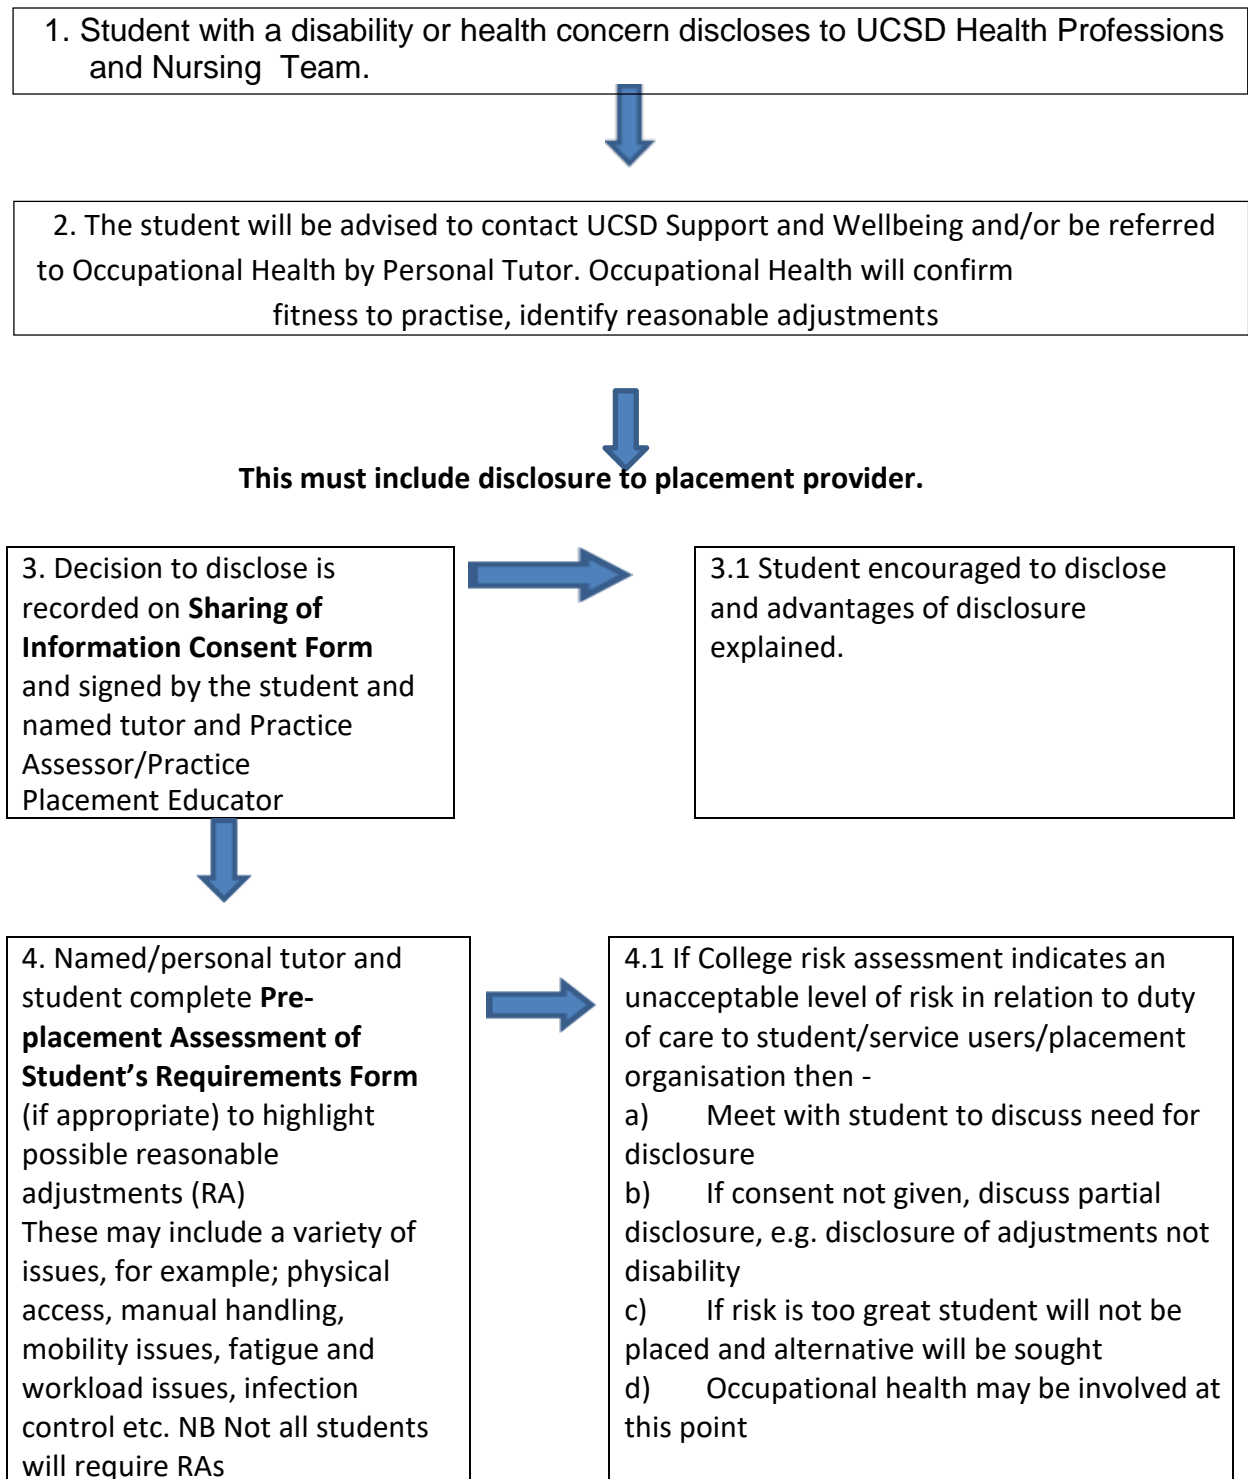 1. Student with a disability or health concern discloses to UCSD Health Professions
and Nursing Team.
2. The student will be advised to contact UCSD Support and Wellbeing and/or be referred
to Occupational Health by Personal Tutor. Occupational Health will confirm
fitness to practise, identify reasonable adjustments
This must include disclosure to placement provider.
3. Decision to disclose is
recorded on Sharing of
Information Consent Form
and signed by the student and
named tutor and Practice
Assessor/Practice
Placement Educator
3.1 Student encouraged to disclose
and advantages of disclosure
explained.
4. Named/personal tutor and
student complete Pre-
placement Assessment of
Student’s Requirements Form
(if appropriate) to highlight
possible reasonable
adjustments (RA)
These may include a variety of
issues, for example; physical
access, manual handling,
mobility issues, fatigue and
workload issues, infection
control etc. NB Not all students
will require RAs
4.1 If College risk assessment indicates an
unacceptable level of risk in relation to duty
of care to student/service users/placement
organisation then -
a) Meet with student to discuss need for
disclosure
b) If consent not given, discuss partial
disclosure, e.g. disclosure of adjustments not
disability
c) If risk is too great student will not be
placed and alternative will be sought
d) Occupational health may be involved at
this point